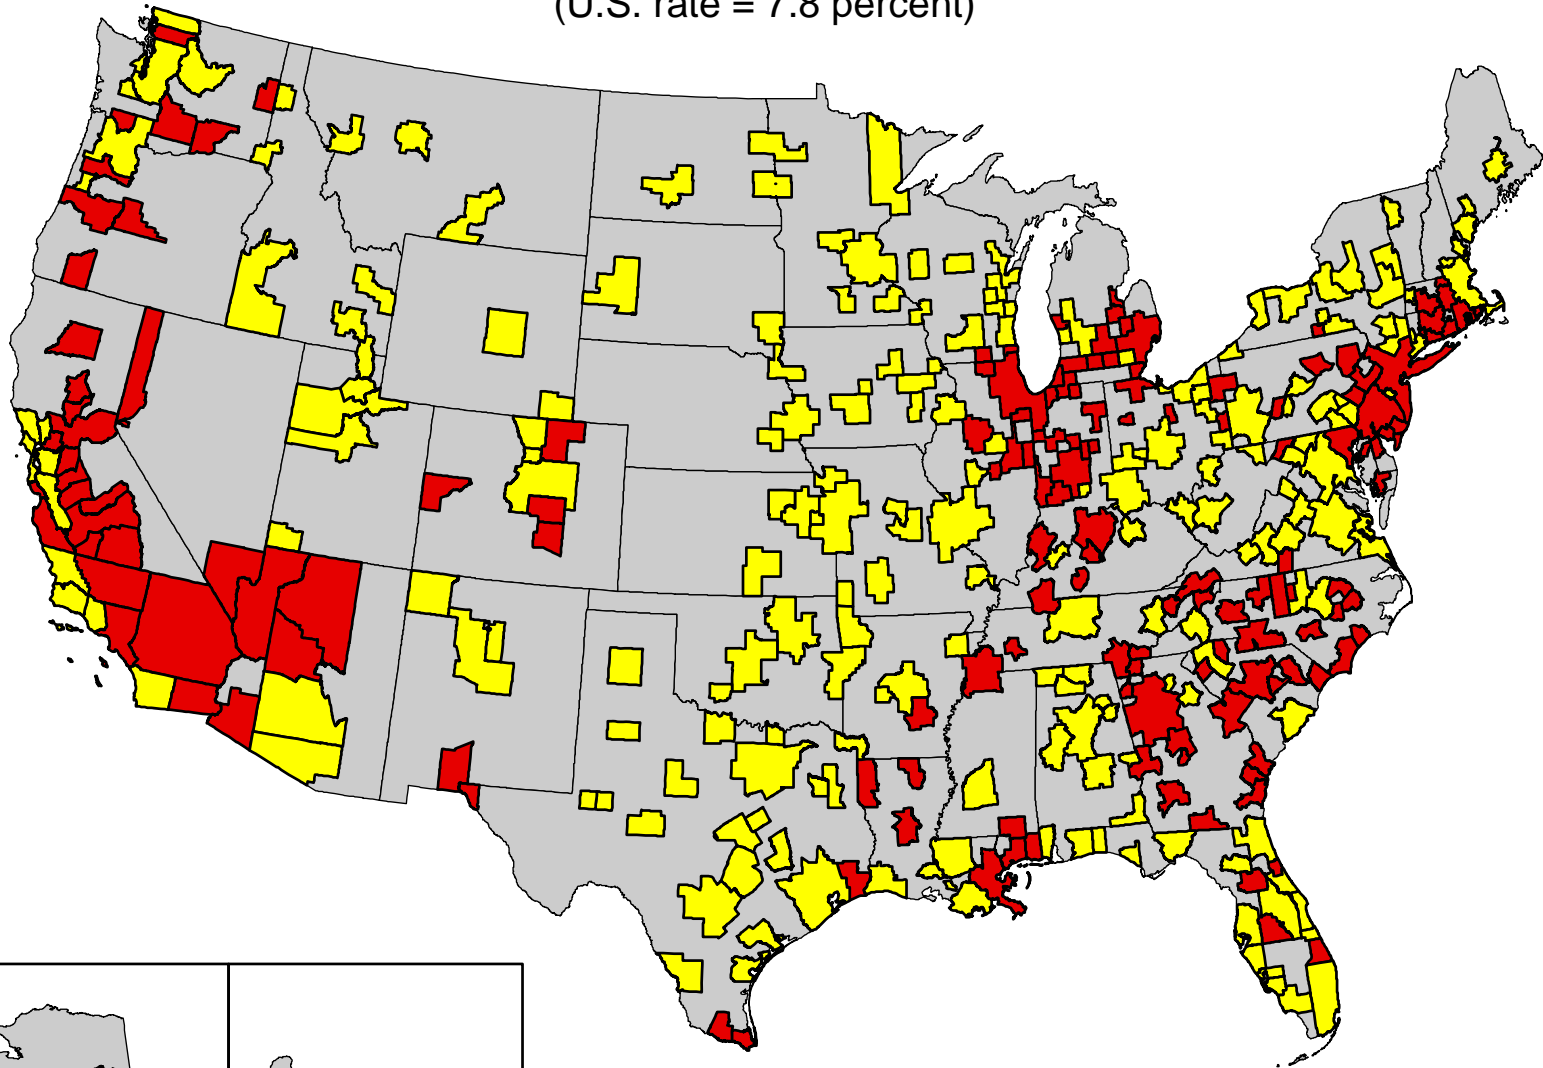 (U.S. rate = 7.8 percent)